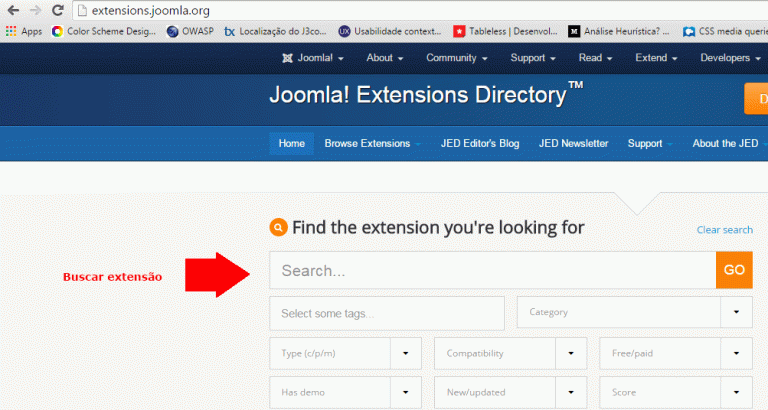 extensions.joomla.org
Apps Color Scheme Desig... OWASP Localização do J3co... Usabilidade context... Tableless | Desenvol... Análise Heurística? ... CSS media querie
Joomla! About Community Support Read Extend Developers
Joomla! Extensions Directory™
D
Home Browse Extensions JED Editor's Blog JED Newsletter Support About the JED
Find the extension you're looking for Clear search
Buscar extensão Search... GO
Select some tags... Category
Type (c/p/m) Compatibility Free/paid
Has demo New/updated Score